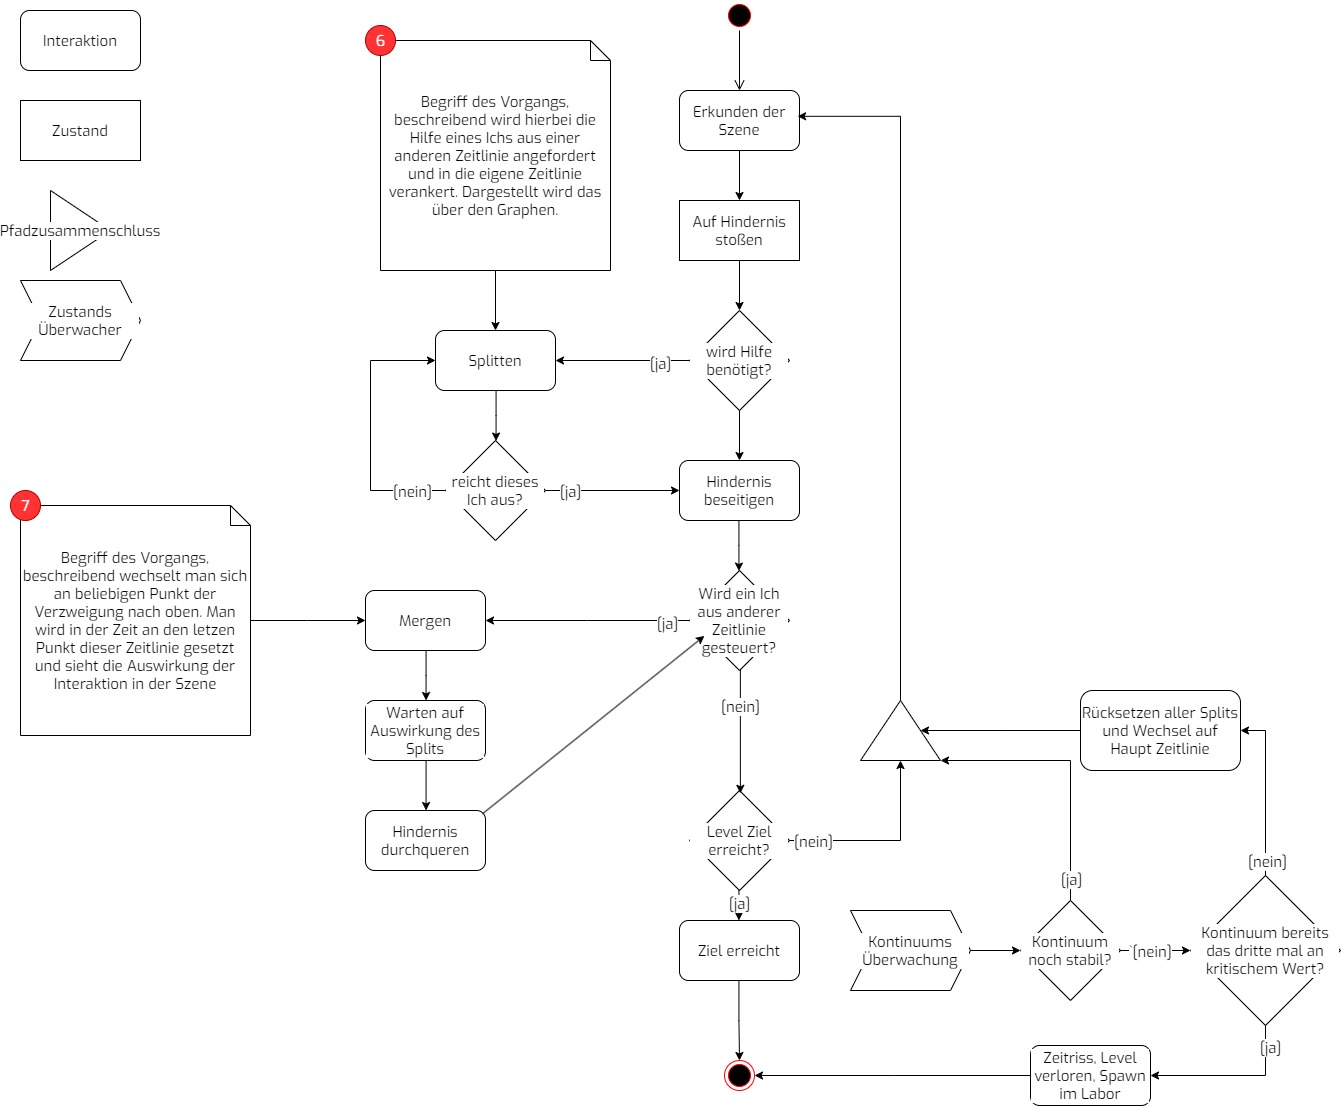 Interaktion
Zustand
Pfadzusammenschluss
Zustands
Überwacher
6
Begriff des Vorgangs,
beschreibend wird hierbei die
Hilfe eines Ichs aus einer
anderen Zeitlinie angefordert
und in die eigene Zeitlinie
verankert. Dargestellt wird das
über den Graphen.
Erkunden der
Szene
Auf Hindernis
stoßen
wird Hilfe
benötigt?
[ja]
Splitten
reicht dieses
Ich aus?
[nein]
[ja]
Hindernis
beseitigen
7
Begriff des Vorgangs,
beschreibend wechselt man sich
an beliebigen Punkt der
Verzweigung nach oben. Man
wird in der Zeit an den letzen
Punkt dieser Zeitlinie gesetzt
und sieht die Auswirkung der
Interaktion in der Szene
Wird ein Ich
aus anderer
Zeitlinie
gesteuert?
[ja]
Mergen
Warten auf
Auswirkung des
Splits
Hindernis
durchqueren
[nein]
Level Ziel
erreicht?
[nein]
[ja]
Ziel erreicht
Rücksetzen aller Splits
und Wechsel auf
Haupt Zeitlinie
Kontinuums
Überwachung
Kontinuum
noch stabil?
[ja]
`[nein]
Kontinuum bereits
das dritte mal an
kritischem Wert?
[nein]
[ja]
Zeitriss, Level
verloren, Spawn
im Labor